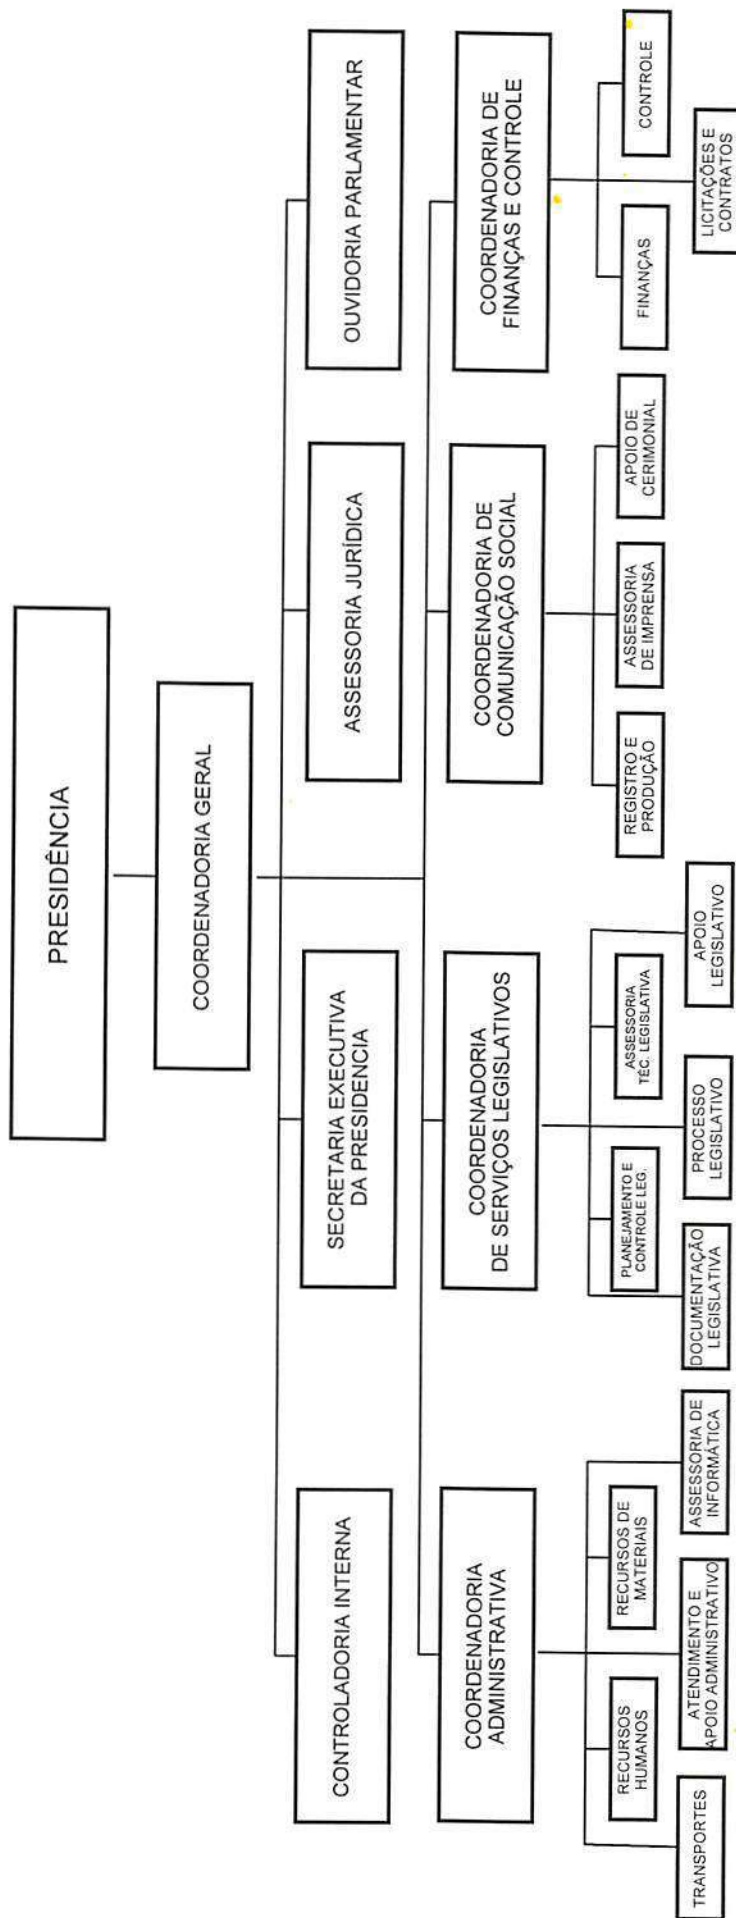 PRESIDÊNCIA
COORDENADORIA GERAL
CONTROLADORIA INTERNA
SECRETARIA EXECUTIVA
DA PRESIDENCIA
ASSESSORIA JURÍDICA
OUVIDORIA PARLAMENTAR
COORDENADORIA
ADMINISTRATIVA
COORDENADORIA
DE SERVIÇOS LEGISLATIVOS
COORDENADORIA DE
COMUNICAÇÃO SOCIAL
COORDENADORIA DE
FINANÇAS E CONTROLE
TRANSPORTES
RECURSOS
HUMANOS
ATENDIMENTO E
APOIO ADMINISTRATIVO
RECURSOS DE
MATERIAIS
ASSESSORIA DE
INFORMÁTICA
DOCUMENTAÇÃO
LEGISLATIVA
PLANEJAMENTO E
CONTROLE LEG.
PROCESSO
LEGISLATIVO
ASSESSORIA
TÉC. LEGISLATIVA
APOIO
LEGISLATIVO
REGISTRO E
PRODUÇÃO
ASSESSORIA
DE IMPRENSA
APOIO DE
CERIMONIAL
FINANÇAS
LICITAÇÕES E
CONTRATOS
CONTROLE